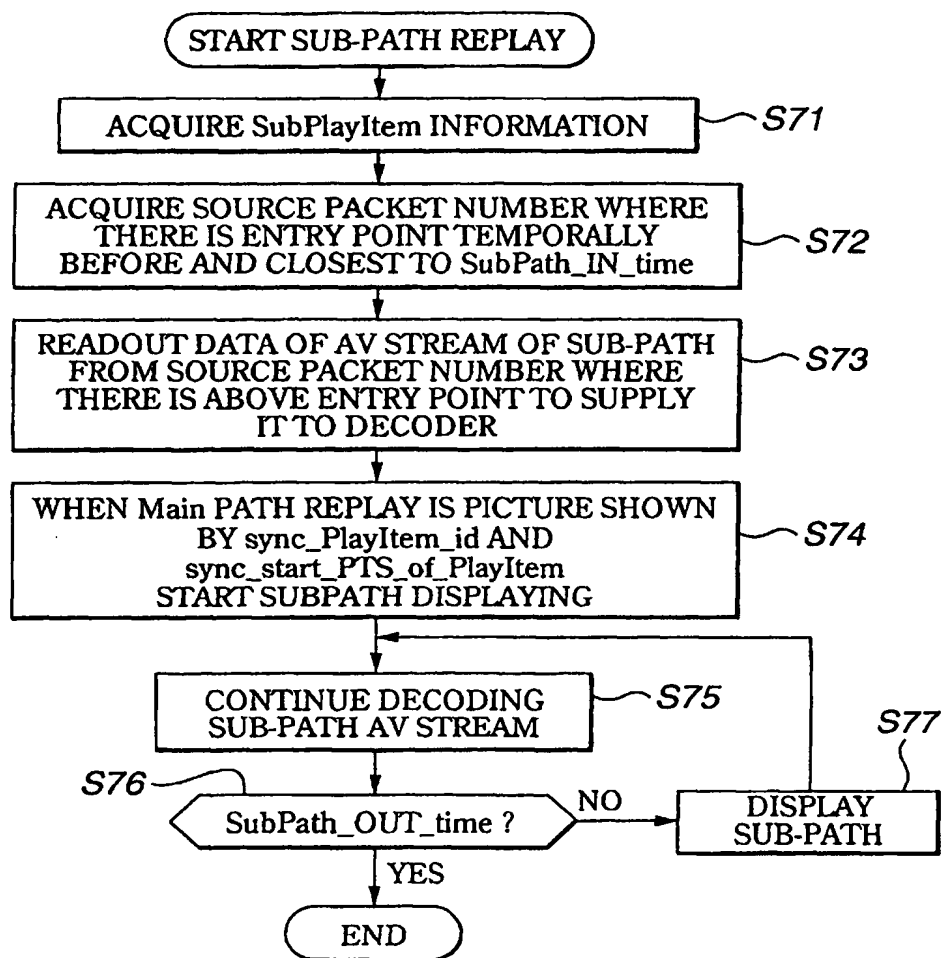 START SUB-PATH REPLAY
ACQUIRE SubPlayItem INFORMATION
S71
ACQUIRE SOURCE PACKET NUMBER WHERE
THERE IS ENTRY POINT TEMPORALLY
BEFORE AND CLOSEST TO SubPath_IN_time
S72
READOUT DATA OF AV STREAM OF SUB-PATH
FROM SOURCE PACKET NUMBER WHERE
THERE IS ABOVE ENTRY POINT TO SUPPLY
IT TO DECODER
S73
WHEN Main PATH REPLAY IS PICTURE SHOWN
BY sync_PlayItem_id AND
sync_start_PTS_of_PlayItem
START SUBPATH DISPLAYING
S74
CONTINUE DECODING
SUB-PATH AV STREAM
S75
S76
SubPath_OUT_time ?
NO
S77
DISPLAY
SUB-PATH
YES
END